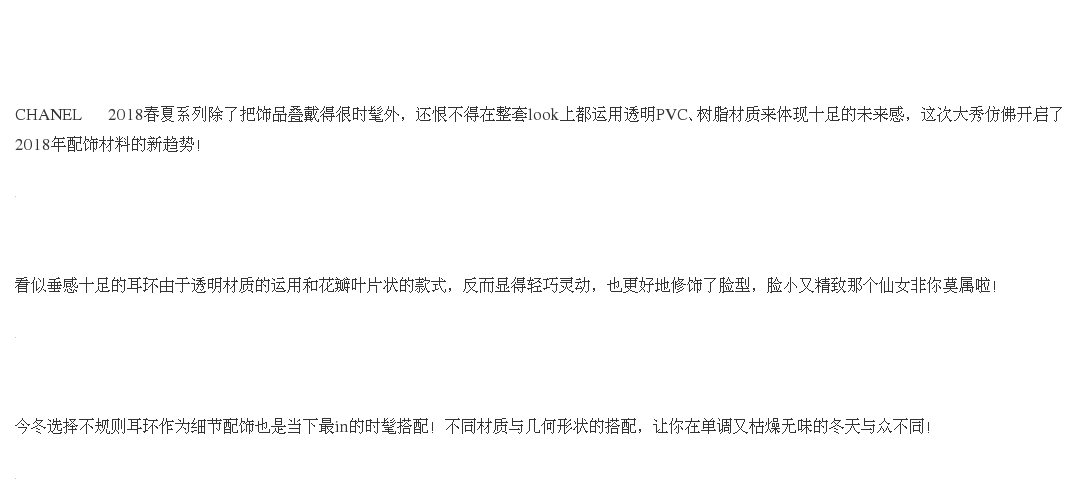 CHANEL 2018春夏系列除了把饰品叠戴得很时髦外，还恨不得在整套look上都运用透明PVC、树脂材质来体现十足的未来感，这次大秀仿佛开启了
2018年配饰材料的新趋势！
看似垂感十足的耳环由于透明材质的运用和花瓣叶片状的款式，反而显得轻巧灵动，也更好地修饰了脸型，脸小又精致那个仙女非你莫属啦！
今冬选择不规则耳环作为细节配饰也是当下最in的时髦搭配！不同材质与几何形状的搭配，让你在单调又枯燥无味的冬天与众不同！